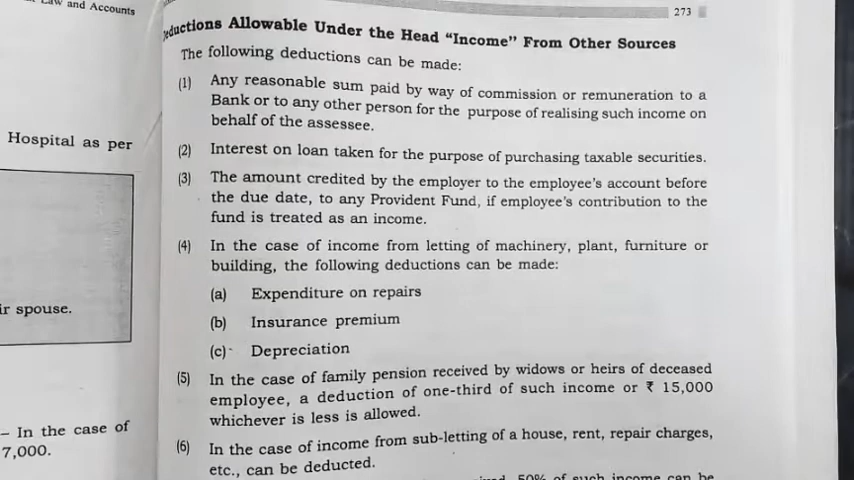 Law and Accounts
Hospital as per
ir spouse.
– In the case of
7,000.
273
eductions Allowable Under the Head “Income” From Other Sources
The following deductions can be made:
(1) Any reasonable sum paid by way of commission or remuneration to a
Bank or to any other person for the purpose of realising such income on
behalf of the assessee.
(2) Interest on loan taken for the purpose of purchasing taxable securities.
(3) The amount credited by the employer to the employee’s account before
the due date, to any Provident Fund, if employee’s contribution to the
fund is treated as an income.
(4) In the case of income from letting of machinery, plant, furniture or
building, the following deductions can be made:
(a) Expenditure on repairs
(b) Insurance premium
(c) Depreciation
(5) In the case of family pension received by widows or heirs of deceased
employee, a deduction of one-third of such income or ₹ 15,000
whichever is less is allowed.
(6) In the case of income from sub-letting of a house, rent, repair charges,
etc., can be deducted.
50% of such income can be